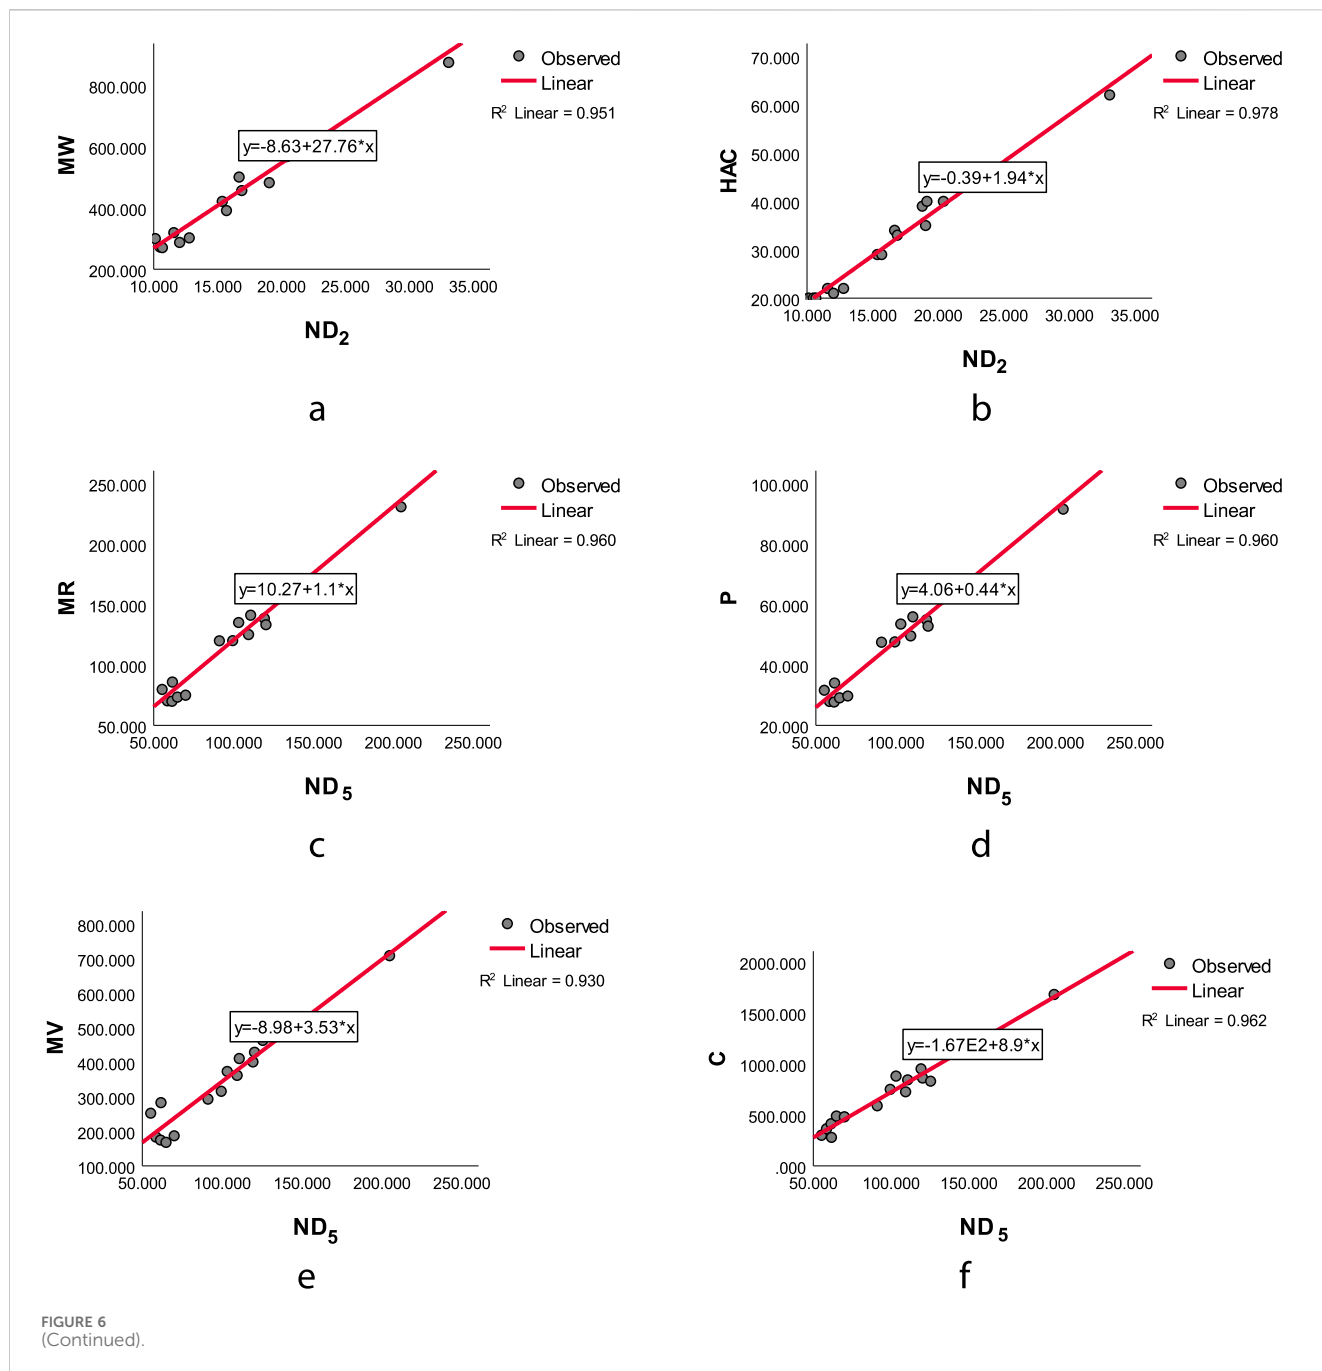 800.000
600.000
400.000
200.000
MW
10.000 15.000 20.000 25.000 30.000 35.000
ND2
y=-8.63+27.76*x
Observed
Linear
R2 Linear = 0.951
a
70.000
60.000
50.000
40.000
30.000
20.000
HAC
10.000 15.000 20.000 25.000 30.000 35.000
ND2
y=-0.39+1.94*x
Observed
Linear
R2 Linear = 0.978
b
250.000
200.000
150.000
100.000
50.000
MR
50.000 100.000 150.000 200.000 250.000
ND5
y=10.27+1.1*x
Observed
Linear
R2 Linear = 0.960
c
100.000
80.000
60.000
40.000
20.000
P
50.000 100.000 150.000 200.000 250.000
ND5
y=4.06+0.44*x
Observed
Linear
R2 Linear = 0.960
d
800.000
700.000
600.000
500.000
400.000
300.000
200.000
100.000
MV
50.000 100.000 150.000 200.000 250.000
ND5
y=-8.98+3.53*x
Observed
Linear
R2 Linear = 0.930
e
2000.000
1500.000
1000.000
500.000
.000
C
50.000 100.000 150.000 200.000 250.000
ND5
y=-1.67E2+8.9*x
Observed
Linear
R2 Linear = 0.962
f
FIGURE 6
(Continued).